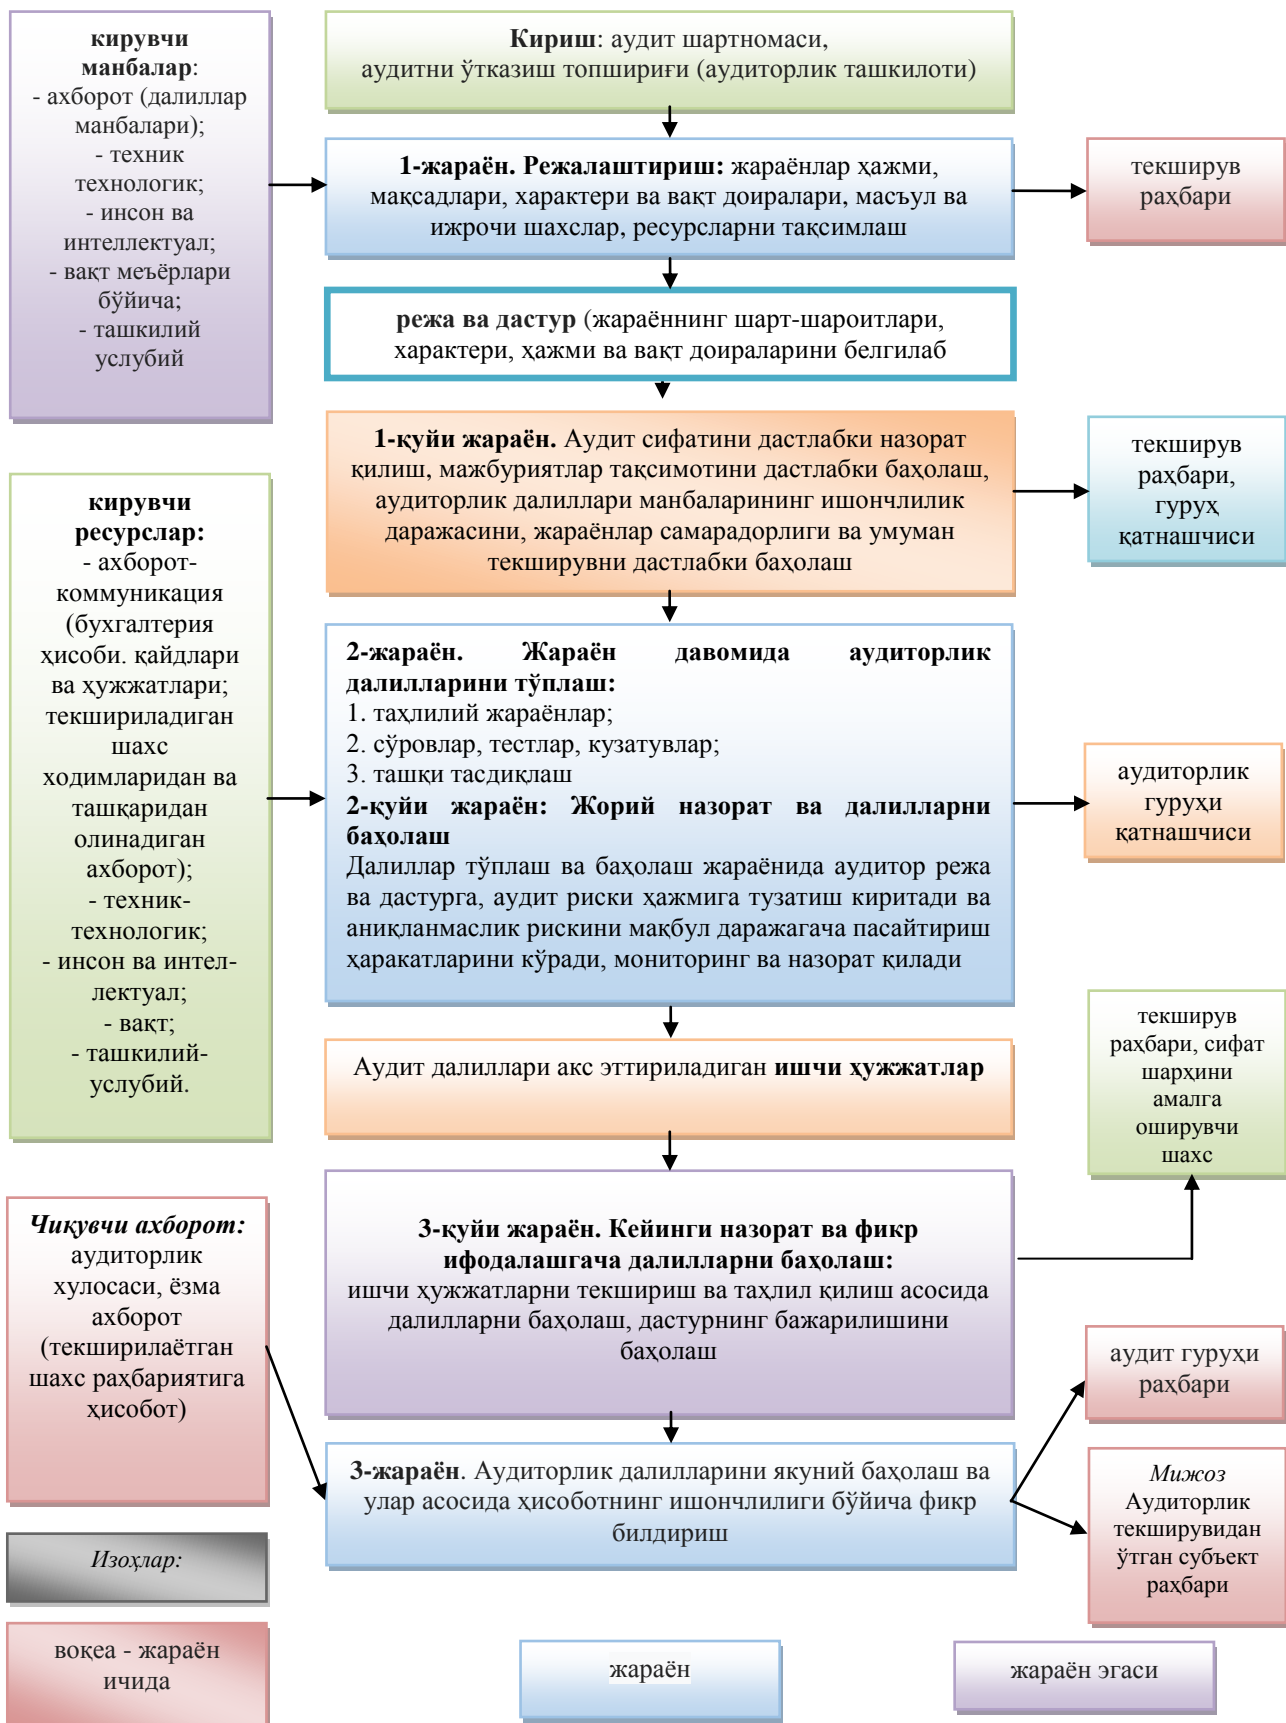 кирувчи
манбалар:
- ахборот (далиллар
манбалари);
- техник
технологик;
- инсон ва
интеллектуал;
- вақт меъёрлари
бўйича;
- ташкилий
услубий
Кириш: аудит шартномаси,
аудитни ўтказиш топшириғи (аудиторлик ташкилоти)
1-жараён. Режалаштириш: жараёнлар ҳажми,
мақсадлари, характери ва вақт доиралари, масъул ва
ижрочи шахслар, ресурсларни тақсимлаш
текширув
раҳбари
режа ва дастур (жараённинг шарт-шароитлари,
характери, ҳажми ва вақт доираларини белгилаб
1-қуйи жараён. Аудит сифатини дастлабки назорат
қилиш, мажбуриятлар тақсимотини дастлабки баҳолаш,
аудиторлик далиллари манбаларининг ишончлилик
даражасини, жараёнлар самарадорлиги ва умуман
текширувни дастлабки баҳолаш
текширув
раҳбари,
гуруҳ
қатнашчиси
кирувчи
ресурслар:
- ахборот-
коммуникация
(бухгалтерия
ҳисоби. қайдлари
ва ҳужжатлари;
текшириладиган
шахс
ходимларидан ва
ташқаридан
олинадиган
ахборот);
- техник-
технологик;
- инсон ва интел-
лектуал;
- вақт;
- ташкилий-
услубий.
2-жараён. Жараён давомида аудиторлик
далилларини тўплаш:
1. таҳлилий жараёнлар;
2. сўровлар, тестлар, кузатувлар;
3. ташқи тасдиқлаш
2-қуйи жараён: Жорий назорат ва далилларни
баҳолаш
Далиллар тўплаш ва баҳолаш жараёнида аудитор режа
ва дастурга, аудит риски ҳажмига тузатиш киритади ва
аниқланмаслик рискини мақбул даражагача пасайтириш
ҳаракатларини кўради, мониторинг ва назорат қилади
аудиторлик
гуруҳи
қатнашчиси
Аудит далиллари акс эттириладиган ишчи ҳужжатлар
текширув
раҳбари, сифат
шарҳини
амалга
оширувчи
шахс
3-қуйи жараён. Кейинги назорат ва фикр
ифодалашгача далилларни баҳолаш:
ишчи ҳужжатларни текшириш ва таҳлил қилиш асосида
далилларни баҳолаш, дастурнинг бажарилишини
баҳолаш
Чиқувчи ахборот:
аудиторлик
хулосаси, ёзма
ахборот
(текширилаётган
шахс раҳбариятига
ҳисобот)
аудит гуруҳи
раҳбари
3-жараён. Аудиторлик далилларини якуний баҳолаш ва
улар асосида ҳисоботнинг ишончлилиги бўйича фикр
билдириш
Мижоз
Аудиторлик
текширувидан
ўтган субъект
раҳбари
Изоҳлар:
воқеа - жараён
ичида
жараён
жараён эгаси